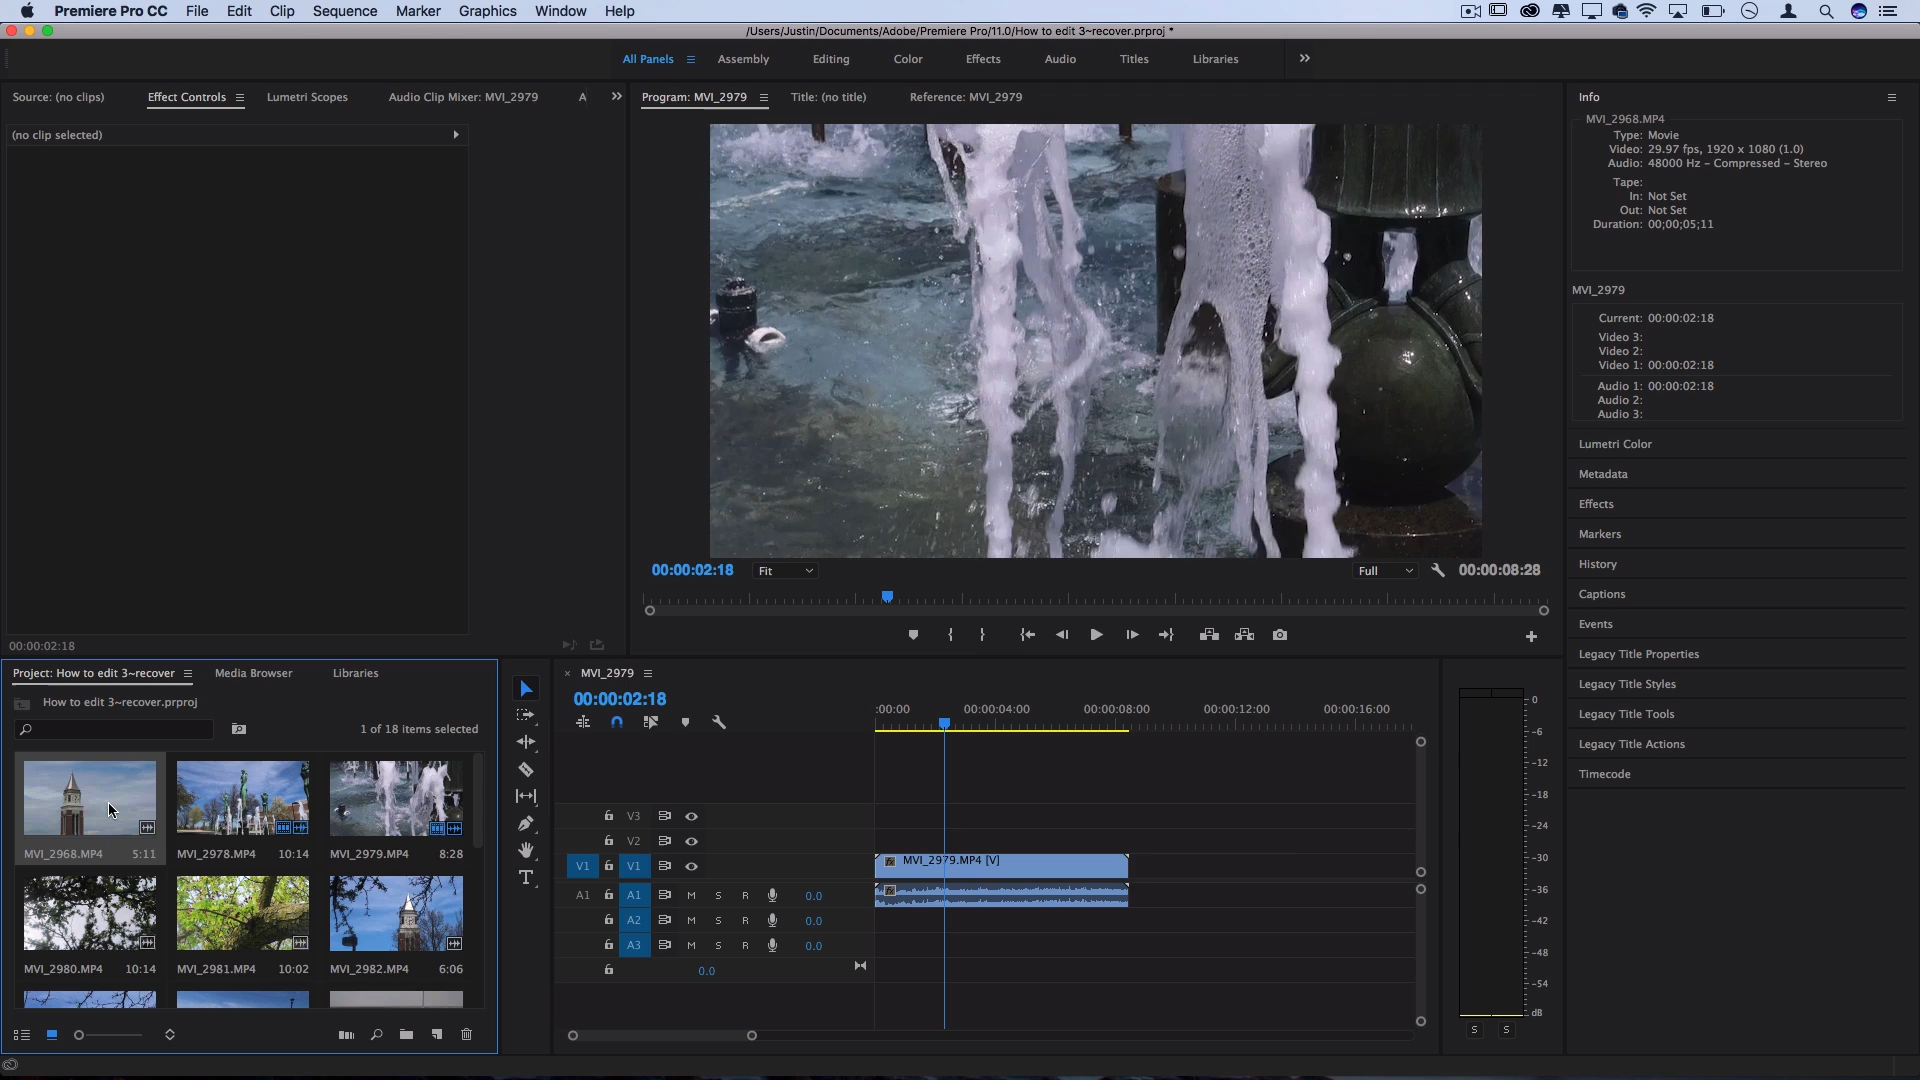 Premiere Pro CC File Edit Clip Sequence Marker Graphics Window Help
/Users/Justin/Documents/Adobe/Premiere Pro/11.0/How to edit 3~recover.prproj *
All Panels Assembly Editing Color Effects Audio Titles Libraries
Source: (no clips) Effect Controls Lumetri Scopes Audio Clip Mixer: MVI_2979 A
(no clip selected)
00:00:02:18
Program: MVI_2979 Title: (no title) Reference: MVI_2979
00:00:02:18 Fit Full 00:00:08:28
Info
MVI_2968.MP4
Type: Movie
Video: 29.97 fps, 1920 x 1080 (1.0)
Audio: 48000 Hz - Compressed - Stereo
Tape:
In: Not Set
Out: Not Set
Duration: 00;00;05;11
MVI_2979
Current: 00:00:02:18
Video 3:
Video 2:
Video 1: 00:00:02:18
Audio 1: 00:00:02:18
Audio 2:
Audio 3:
Lumetri Color
Metadata
Effects
Markers
History
Captions
Events
Legacy Title Properties
Legacy Title Styles
Legacy Title Tools
Legacy Title Actions
Timecode
Project: How to edit 3~recover Media Browser Libraries
How to edit 3~recover.prproj
1 of 18 items selected
MVI_2968.MP4 5:11 MVI_2978.MP4 10:14 MVI_2979.MP4 8:28
MVI_2980.MP4 10:14 MVI_2981.MP4 10:02 MVI_2982.MP4 6:06
× MVI_2979
00:00:02:18
:00:00 00:00:04:00 00:00:08:00 00:00:12:00 00:00:16:00
V3
V2
V1 V1 fx MVI_2979.MP4 [V]
A1 A1 M S R 0.0 fx
A2 M S R 0.0
A3 M S R 0.0
0.0
0
-6
-12
-18
-24
-30
-36
-42
-48
-54
dB
S S